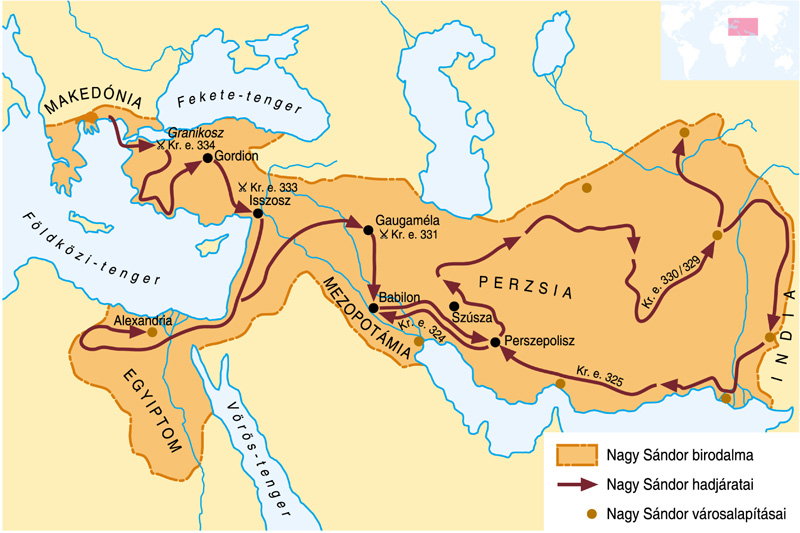 MAKEDÓNIA
Fekete-tenger
Granikosz
Kr. e. 334
Gordion
Kr. e. 333
Isszosz
Gaugaméla
Kr. e. 331
Földközi-tenger
PERZSIA
Kr. e. 330/329
MEZOPOTÁMIA
Babilon
Szúsza
Alexandria
Kr. e. 324
Perszepolisz
INDIA
Kr. e. 325
EGYIPTOM
Vörös-tenger
Nagy Sándor birodalma
Nagy Sándor hadjáratai
Nagy Sándor városalapításai